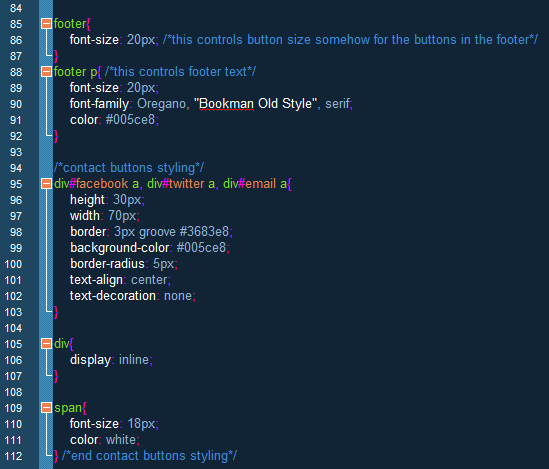 84
85 footer{
86 font-size: 20px; /*this controls button size somehow for the buttons in the footer*/
87 }
88 footer p{ /*this controls footer text*/
89 font-size: 20px;
90 font-family: Oregano, "Bookman Old Style", serif;
91 color: #005ce8;
92 }
93
94 /*contact buttons styling*/
95 div#facebook a, div#twitter a, div#email a{
96 height: 30px;
97 width: 70px;
98 border: 3px groove #3683e8;
99 background-color: #005ce8;
100 border-radius: 5px;
101 text-align: center;
102 text-decoration: none;
103 }
104
105 div{
106 display: inline;
107 }
108
109 span{
110 font-size: 18px;
111 color: white;
112 } /*end contact buttons styling*/